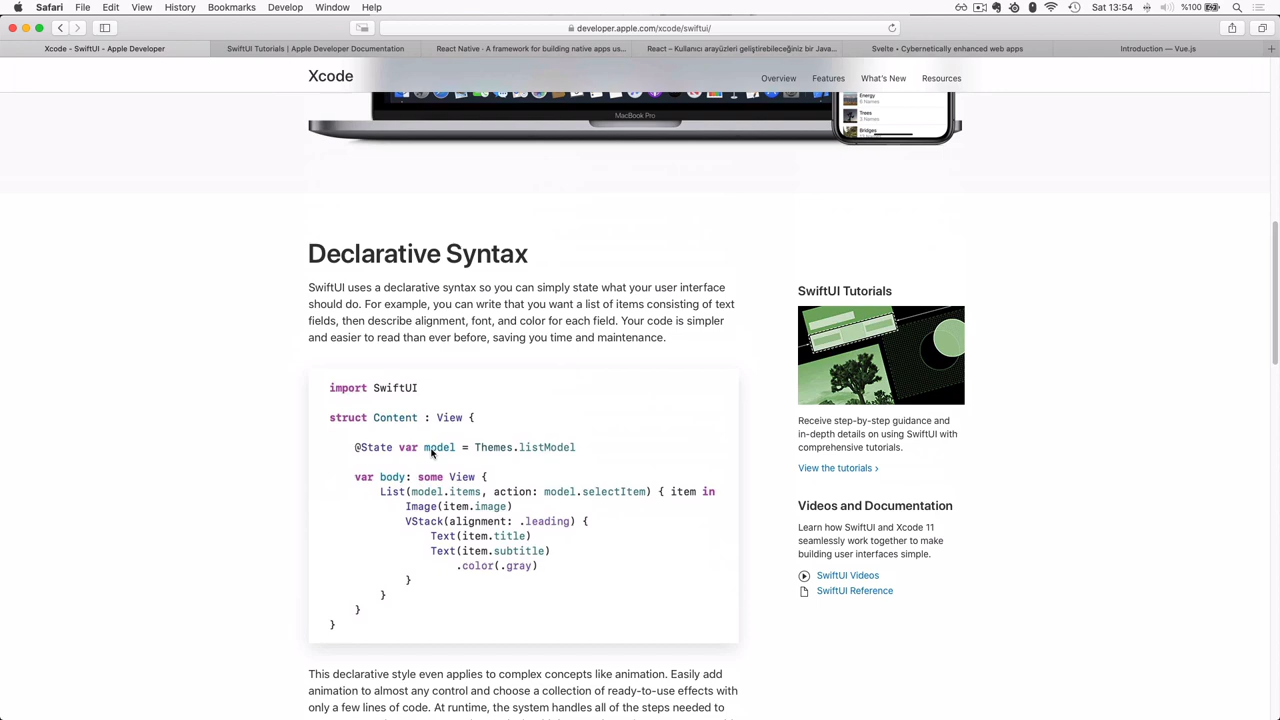 Safari File Edit View History Bookmarks Develop Window Help Sat 13:54 %100
developer.apple.com/xcode/swiftui/
Xcode - SwiftUI - Apple Developer
SwiftUI Tutorials | Apple Developer Documentation
React Native · A framework for building native apps us...
React – Kullanıcı arayüzleri geliştirebileceğiniz bir Java...
Svelte • Cybernetically enhanced web apps
Introduction — Vue.js
Xcode
Overview Features What's New Resources
MacBook Pro
Energy
6 Homes
Trees
3 homes
Bridges
Declarative Syntax
SwiftUI uses a declarative syntax so you can simply state what your user interface
should do. For example, you can write that you want a list of items consisting of text
fields, then describe alignment, font, and color for each field. Your code is simpler
and easier to read than ever before, saving you time and maintenance.
import SwiftUI
struct Content : View {
@State var model = Themes.listModel
var body: some View {
List(model.items, action: model.selectItem) { item in
Image(item.image)
VStack(alignment: .leading) {
Text(item.title)
Text(item.subtitle)
.color(.gray)
}
}
}
}
This declarative style even applies to complex concepts like animation. Easily add
animation to almost any control and choose a collection of ready-to-use effects with
only a few lines of code. At runtime, the system handles all of the steps needed to
SwiftUI Tutorials
Receive step-by-step guidance and
in-depth details on using SwiftUI with
comprehensive tutorials.
View the tutorials ›
Videos and Documentation
Learn how SwiftUI and Xcode 11
seamlessly work together to make
building user interfaces simple.
SwiftUI Videos
SwiftUI Reference